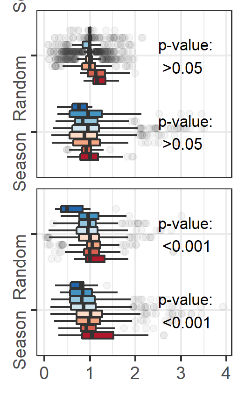 Random
p-value:
>0.05
Season
p-value:
>0.05
Random
p-value:
<0.001
Season
p-value:
<0.001
0 1 2 3 4